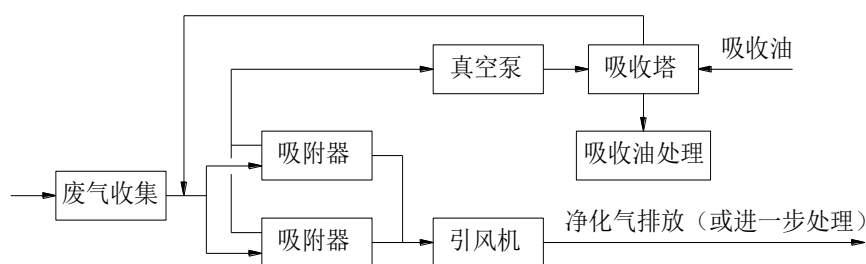 吸收油
真空泵
吸收塔
吸附器
吸收油处理
废气收集
吸附器
引风机
净化气排放（或进一步处理）